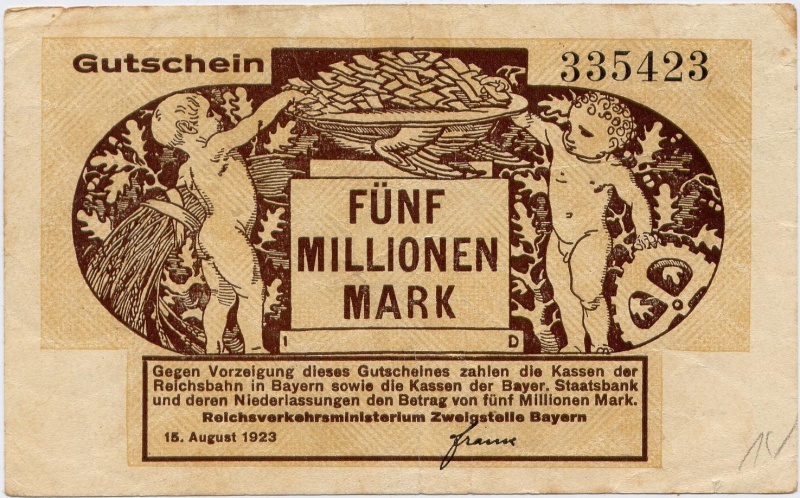 Gutschein 335423
FÜNF
MILLIONEN
MARK
I D
Gegen Vorzeigung dieses Gutscheines zahlen die Kassen der
Reichsbahn in Bayern sowie die Kassen der Bayer. Staatsbank
und deren Niederlassungen den Betrag von fünf Millionen Mark.
Reichsverkehrsministerium Zweigstelle Bayern
15. August 1923